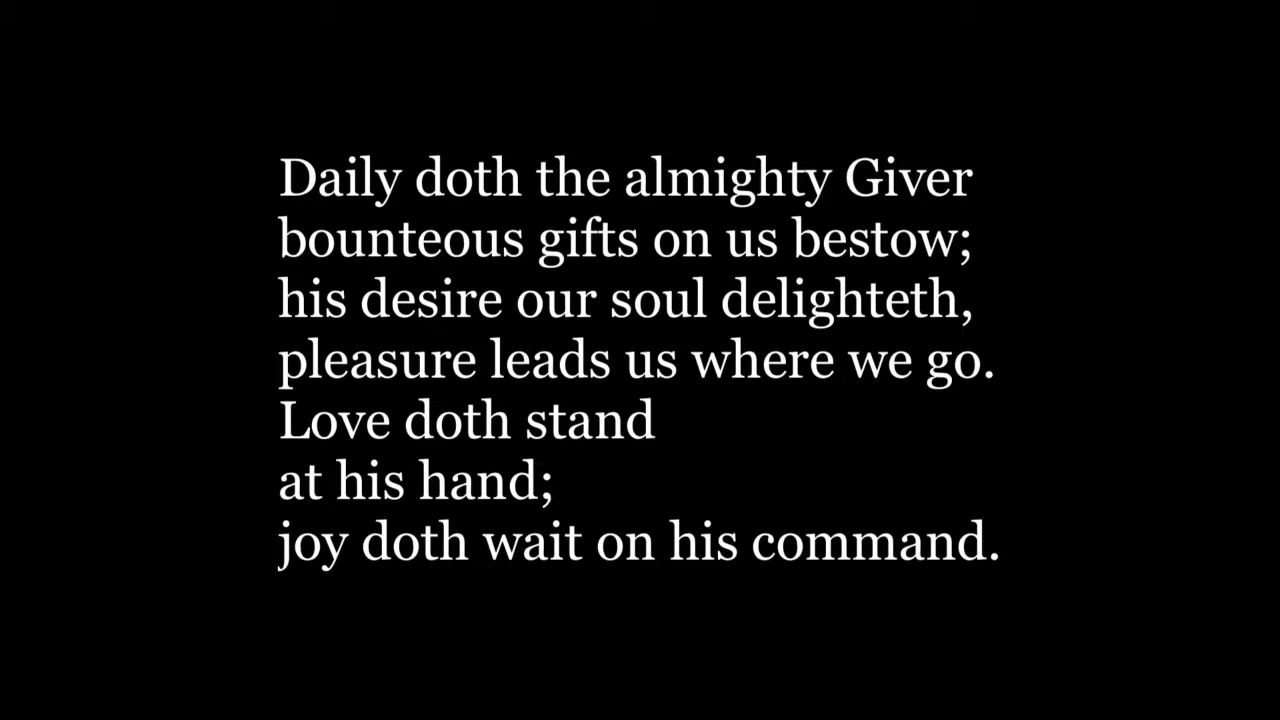 Daily doth the almighty Giver
bounteous gifts on us bestow;
his desire our soul delighteth,
pleasure leads us where we go.
Love doth stand
at his hand;
joy doth wait on his command.